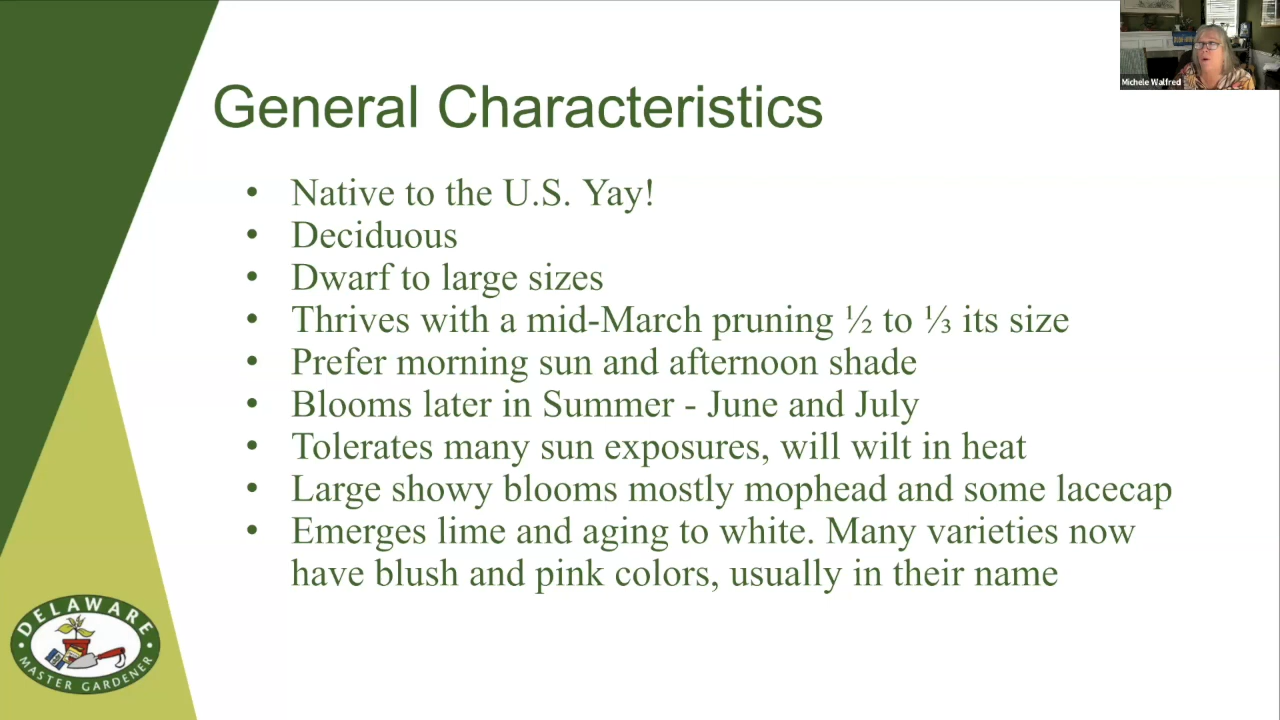 General Characteristics
Michele Walfred
• Native to the U.S. Yay!
• Deciduous
• Dwarf to large sizes
• Thrives with a mid-March pruning ½ to ⅓ its size
• Prefer morning sun and afternoon shade
• Blooms later in Summer - June and July
• Tolerates many sun exposures, will wilt in heat
• Large showy blooms mostly mophead and some lacecap
• Emerges lime and aging to white. Many varieties now
have blush and pink colors, usually in their name
DELAWARE
MASTER GARDENER